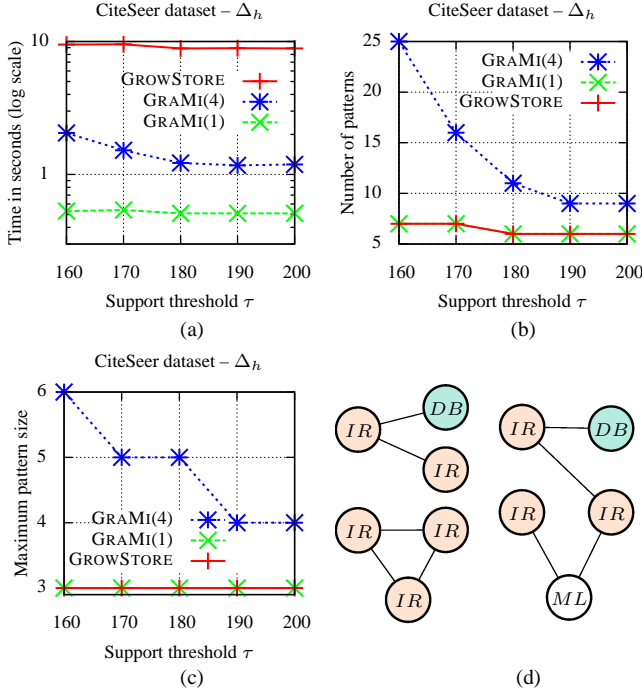 CiteSeer dataset – Δh
Time in seconds (log scale)
10
1
GROWSTORE
GRAMI(4)
GRAMI(1)
160 170 180 190 200
Support threshold τ
(a)
CiteSeer dataset – Δh
Number of patterns
25
20
15
10
5
GRAMI(4)
GRAMI(1)
GROWSTORE
160 170 180 190 200
Support threshold τ
(b)
CiteSeer dataset – Δh
Maximum pattern size
6
5
4
3
GRAMI(4)
GRAMI(1)
GROWSTORE
160 170 180 190 200
Support threshold τ
(c)
DB
IR
IR
IR IR
IR
IR DB
IR IR
ML
(d)